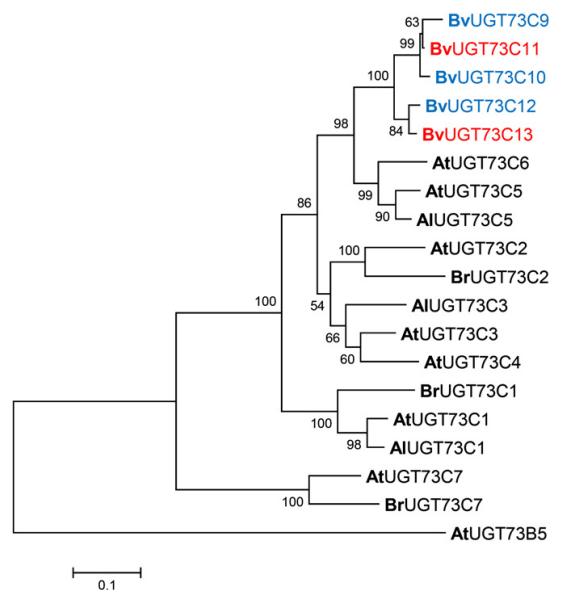 63
BvUGT73C9
99
BvUGT73C11
100
BvUGT73C10
BvUGT73C12
98
84
BvUGT73C13
AtUGT73C6
99
AtUGT73C5
90
AlUGT73C5
86
100
AtUGT73C2
BrUGT73C2
100
54
AlUGT73C3
66
AtUGT73C3
60
AtUGT73C4
BrUGT73C1
100
AtUGT73C1
98
AlUGT73C1
AtUGT73C7
100
BrUGT73C7
AtUGT73B5
0.1